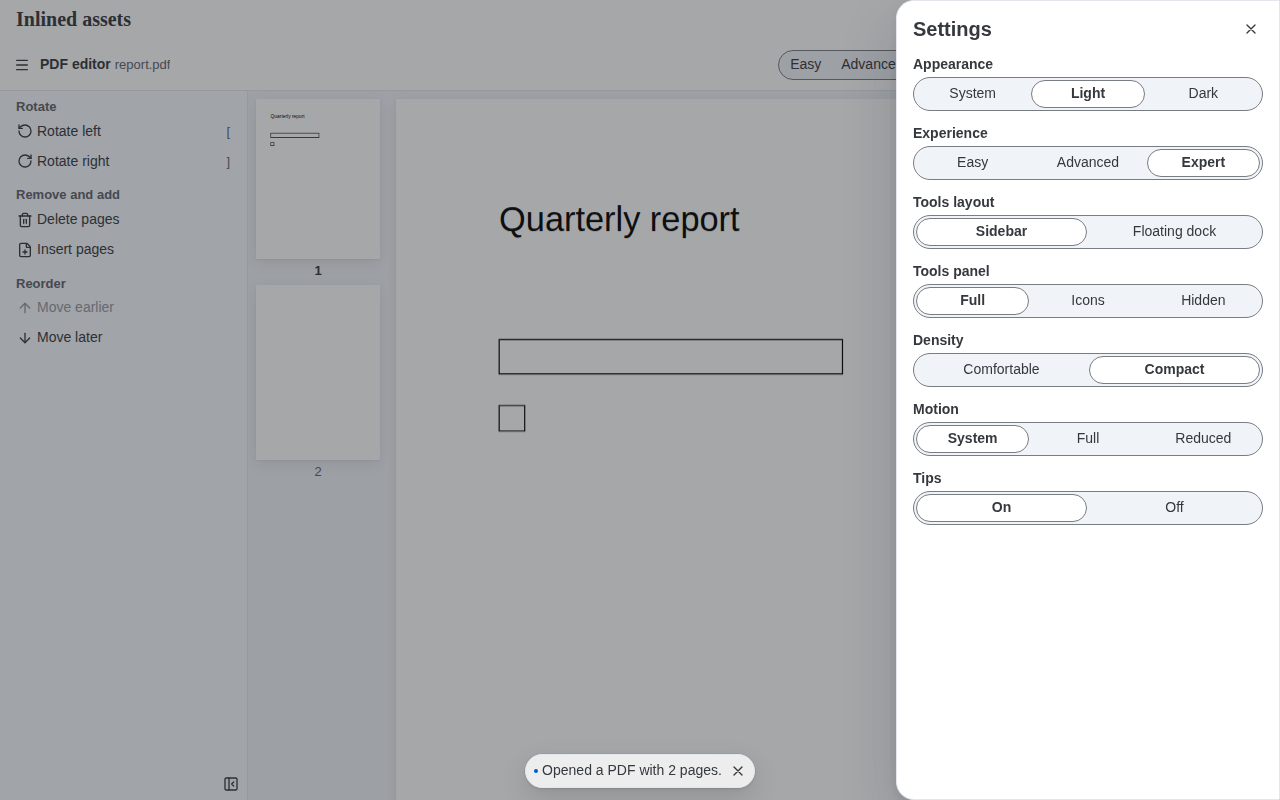 Inlined assets
PDF editor report.pdf
Easy Advance
Rotate
Rotate left [
Rotate right ]
Remove and add
Delete pages
Insert pages
Reorder
Move earlier
Move later
Quarterly report
1
2
Quarterly report
Opened a PDF with 2 pages.
Settings
Appearance
System Light Dark
Experience
Easy Advanced Expert
Tools layout
Sidebar Floating dock
Tools panel
Full Icons Hidden
Density
Comfortable Compact
Motion
System Full Reduced
Tips
On Off